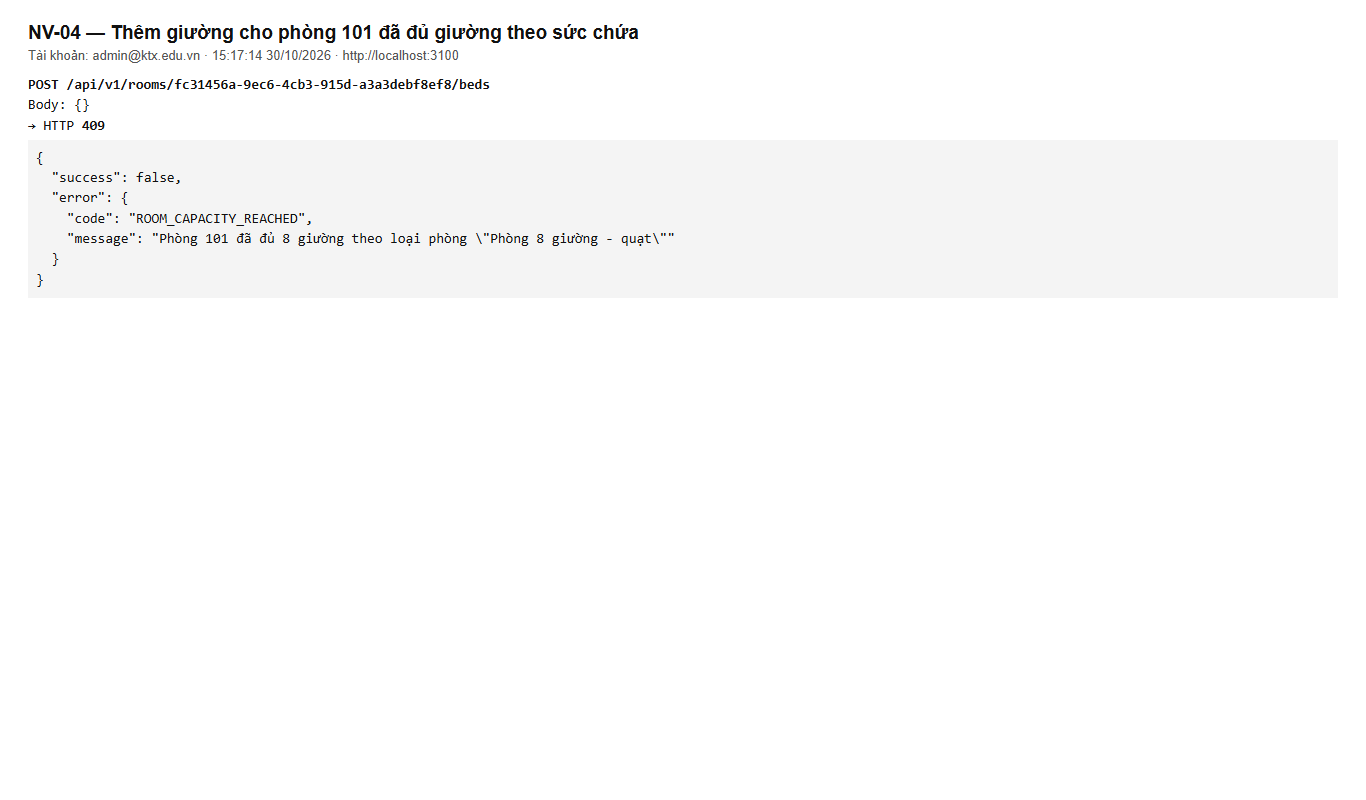 NV-04 — Thêm giường cho phòng 101 đã đủ giường theo sức chứa
Tài khoản: admin@ktx.edu.vn · 15:17:14 30/10/2026 · http://localhost:3100
POST /api/v1/rooms/fc31456a-9ec6-4cb3-915d-a3a3debf8ef8/beds
Body: {}
→ HTTP 409
{
  "success": false,
  "error": {
    "code": "ROOM_CAPACITY_REACHED",
    "message": "Phòng 101 đã đủ 8 giường theo loại phòng \"Phòng 8 giường - quạt\""
  }
}